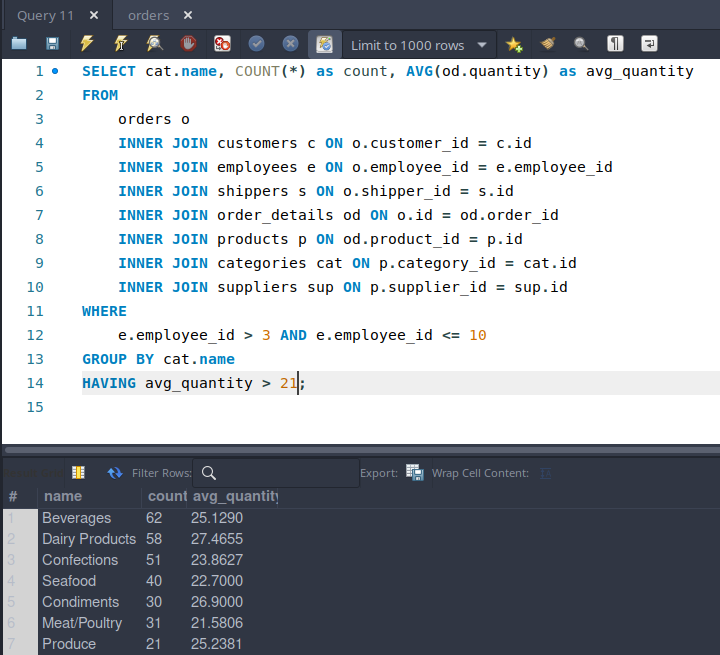 Query 11 orders
Limit to 1000 rows
1 SELECT cat.name, COUNT(*) as count, AVG(od.quantity) as avg_quantity
2 FROM
3 orders o
4 INNER JOIN customers c ON o.customer_id = c.id
5 INNER JOIN employees e ON o.employee_id = e.employee_id
6 INNER JOIN shippers s ON o.shipper_id = s.id
7 INNER JOIN order_details od ON o.id = od.order_id
8 INNER JOIN products p ON od.product_id = p.id
9 INNER JOIN categories cat ON p.category_id = cat.id
10 INNER JOIN suppliers sup ON p.supplier_id = sup.id
11 WHERE
12 e.employee_id > 3 AND e.employee_id <= 10
13 GROUP BY cat.name
14 HAVING avg_quantity > 21;
15
Filter Rows: Export: Wrap Cell Content:
# name count avg_quantity
1 Beverages 62 25.1290
2 Dairy Products 58 27.4655
3 Confections 51 23.8627
4 Seafood 40 22.7000
5 Condiments 30 26.9000
6 Meat/Poultry 31 21.5806
7 Produce 21 25.2381